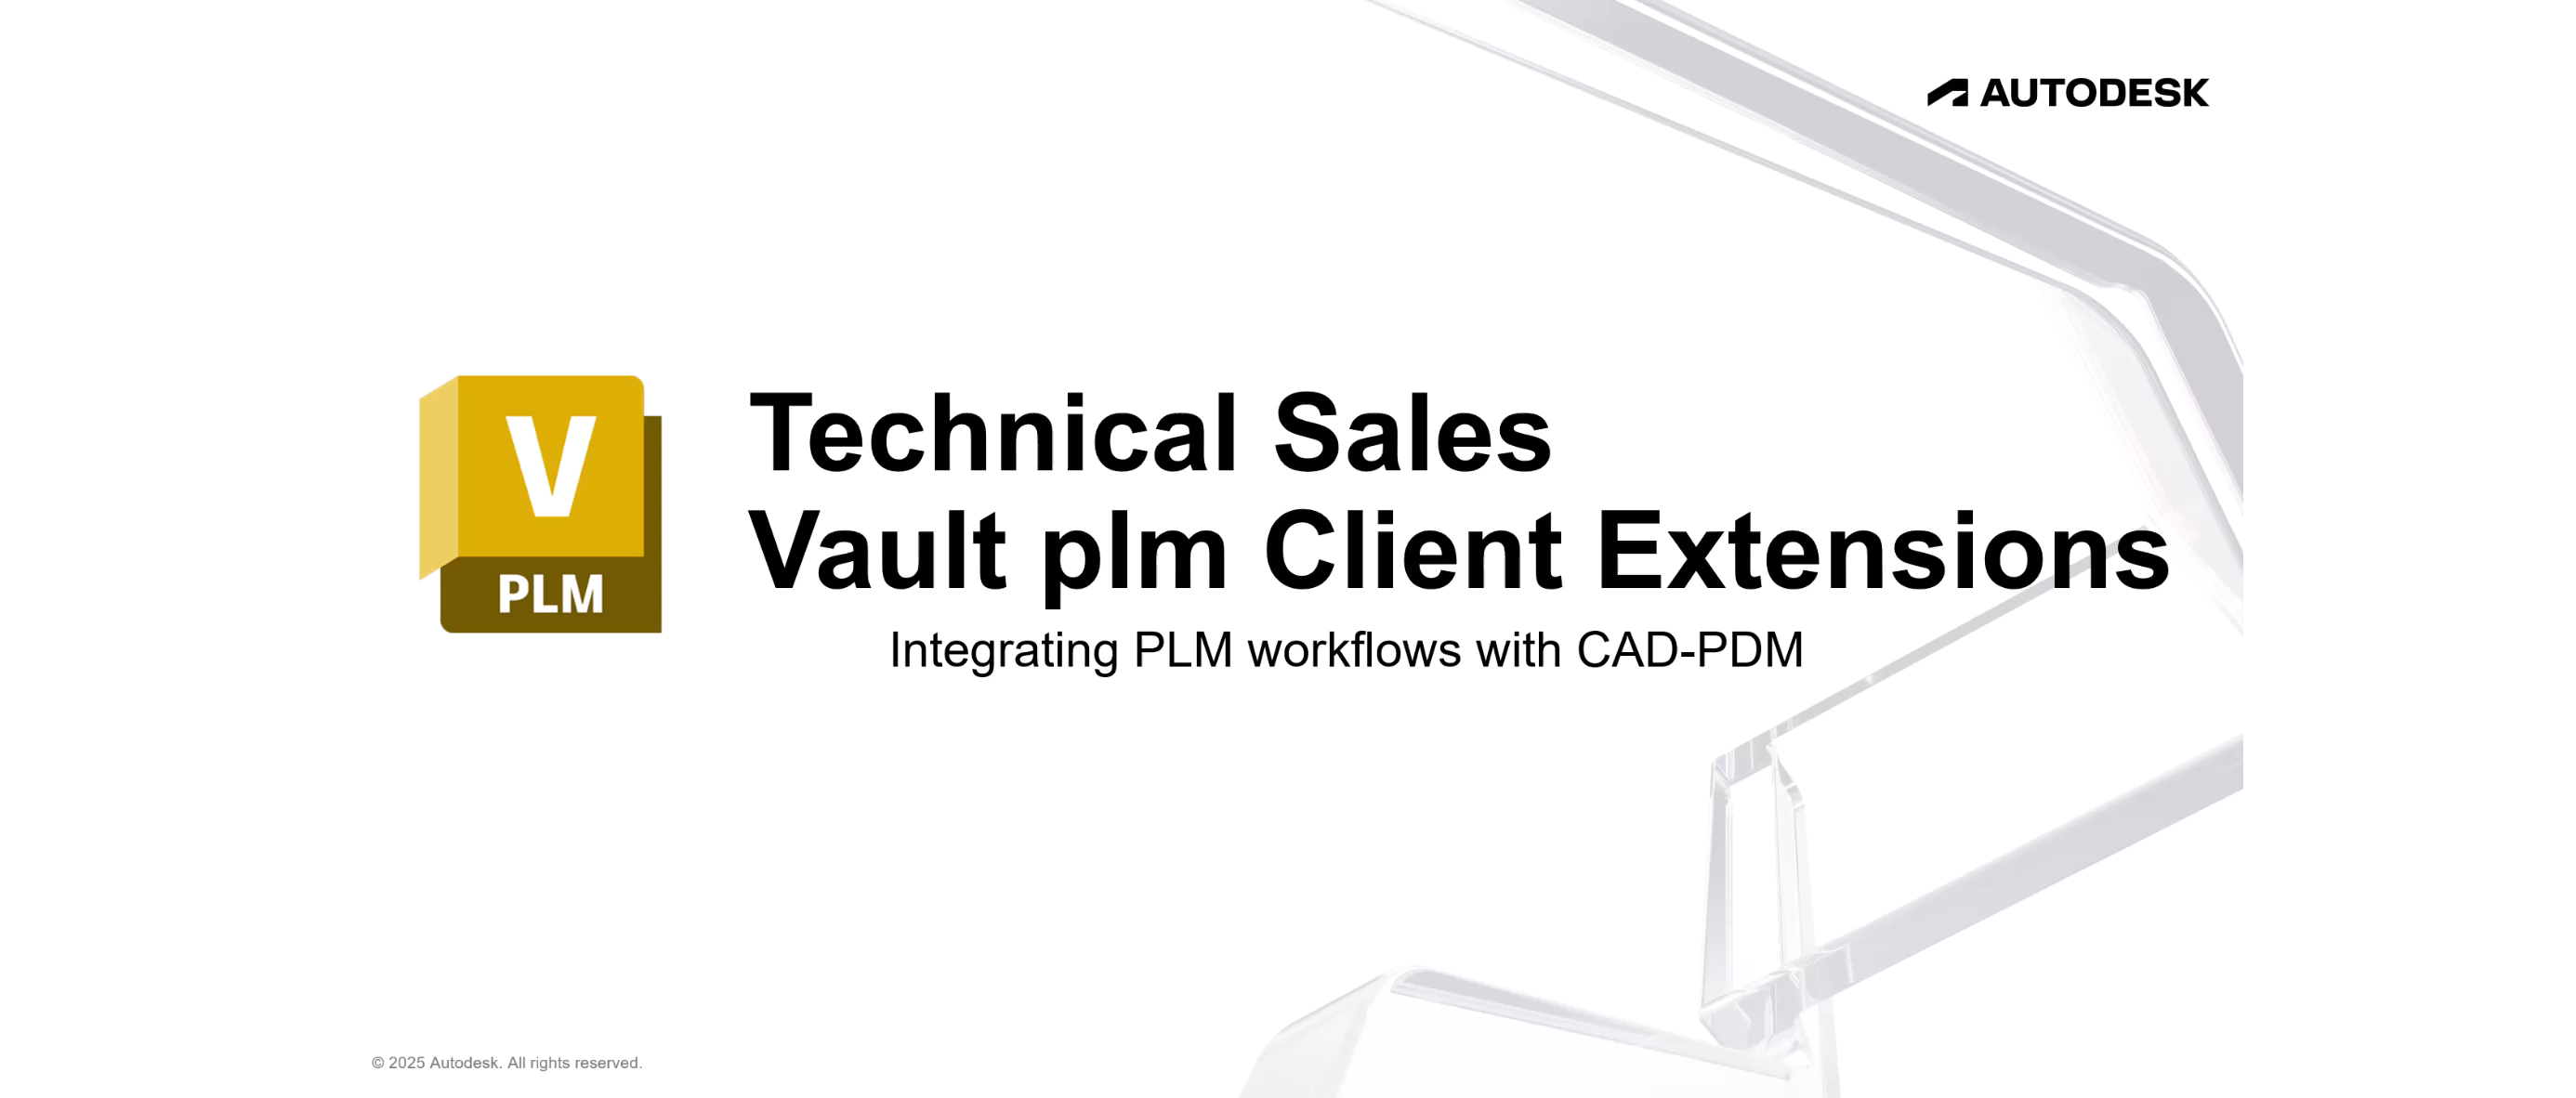 AUTODESK
V
PLM
Technical Sales
Vault plm Client Extensions
Integrating PLM workflows with CAD-PDM
© 2025 Autodesk. All rights reserved.